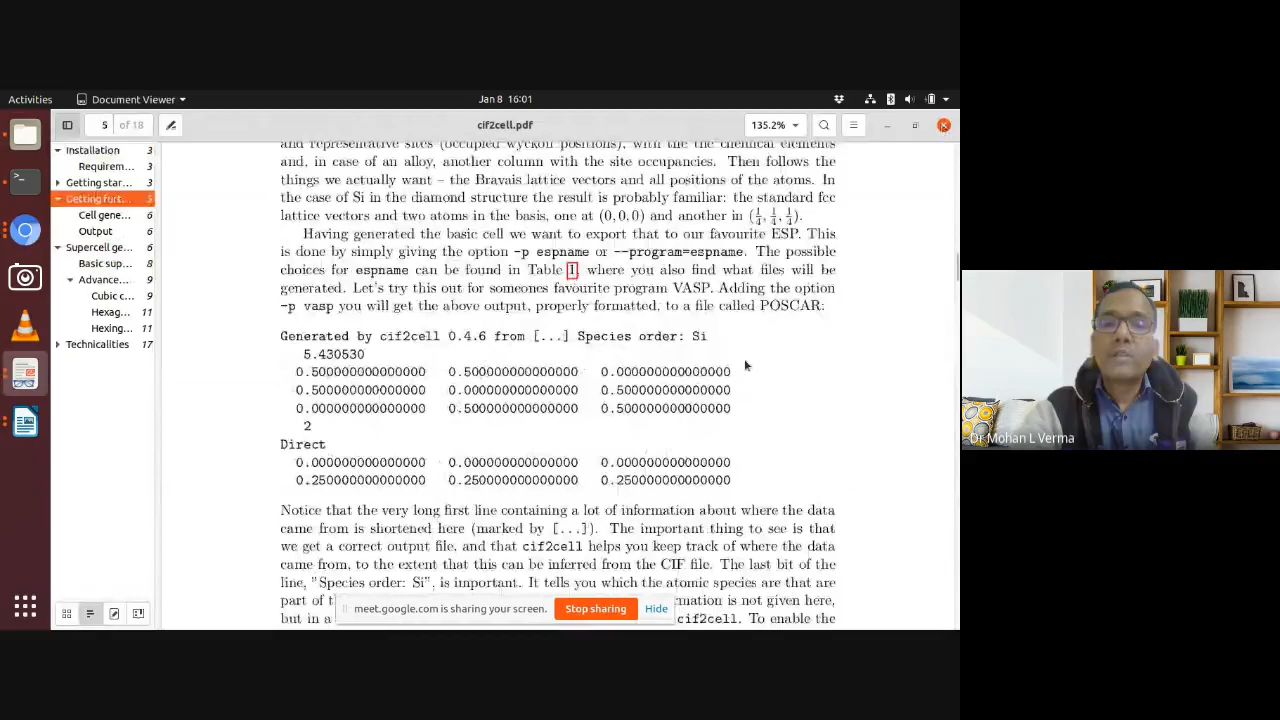 Activities
Document Viewer
Jan 8 16:01
5
of 18
cif2cell.pdf
135.2%
Installation 3
Requirem... 3
Getting star... 3
Getting furt... 5
Cell gene... 6
Output 6
Supercell ge...
Basic sup... 8
Advance... 9
Cubic c... 9
Hexag... 11
Hexing... 11
Technicalities 17
and representative sites (occupied wyckoff positions), with the the chemical elements
and, in case of an alloy, another column with the site occupancies. Then follows the
things we actually want – the Bravais lattice vectors and all positions of the atoms. In
the case of Si in the diamond structure the result is probably familiar: the standard fcc
lattice vectors and two atoms in the basis, one at (0,0,0) and another in (1/4, 1/4, 1/4).
Having generated the basic cell we want to export that to our favourite ESP. This
is done by simply giving the option -p espname or --program=espname. The possible
choices for espname can be found in Table 1, where you also find what files will be
generated. Let's try this out for someones favourite program VASP. Adding the option
-p vasp you will get the above output, properly formatted, to a file called POSCAR:
Generated by cif2cell 0.4.6 from [...] Species order: Si
5.430530
0.500000000000000 0.500000000000000 0.000000000000000
0.500000000000000 0.000000000000000 0.500000000000000
0.000000000000000 0.500000000000000 0.500000000000000
2
Direct
0.000000000000000 0.000000000000000 0.000000000000000
0.250000000000000 0.250000000000000 0.250000000000000
Notice that the very long first line containing a lot of information about where the data
came from is shortened here (marked by [...]). The important thing to see is that
we get a correct output file, and that cif2cell helps you keep track of where the data
came from, to the extent that this can be inferred from the CIF file. The last bit of the
line, "Species order: Si", is important. It tells you which the atomic species are that are
part of t
mation is not given here,
but in a
cif2cell. To enable the
meet.google.com is sharing your screen.
Stop sharing
Hide
Dr Mohan L Verma